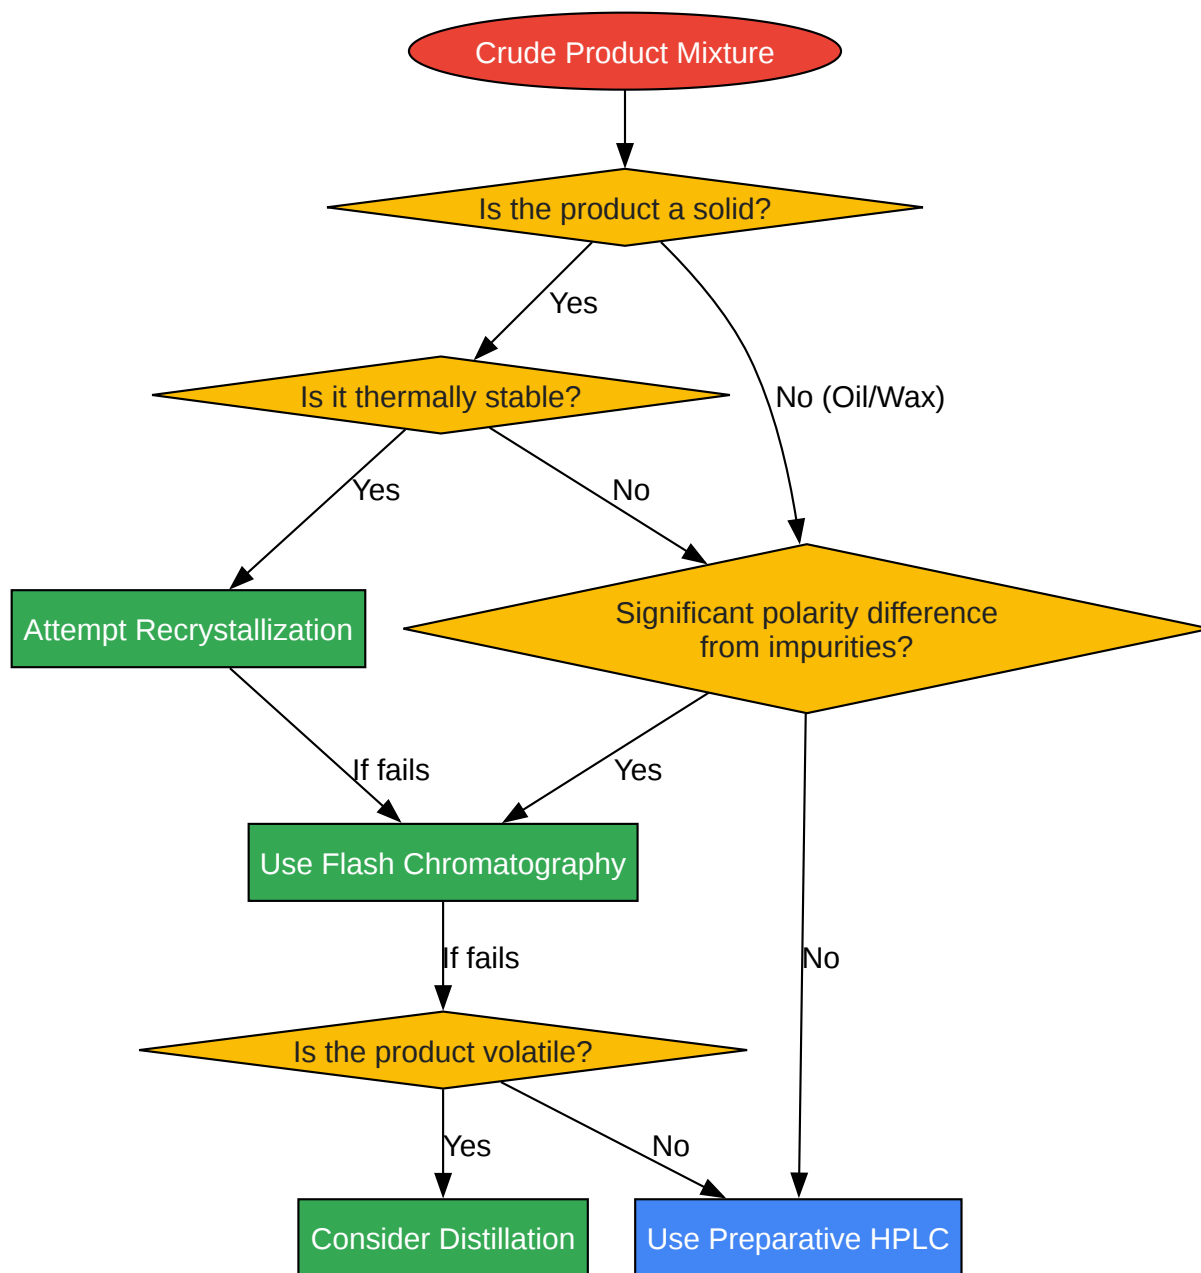 Crude Product Mixture
Is the product a solid?
Yes
Is it thermally stable?
No (Oil/Wax)
Yes
No
Significant polarity difference
from impurities?
Attempt Recrystallization
If fails
Yes
Use Flash Chromatography
If fails
No
Is the product volatile?
Yes
No
Consider Distillation
Use Preparative HPLC